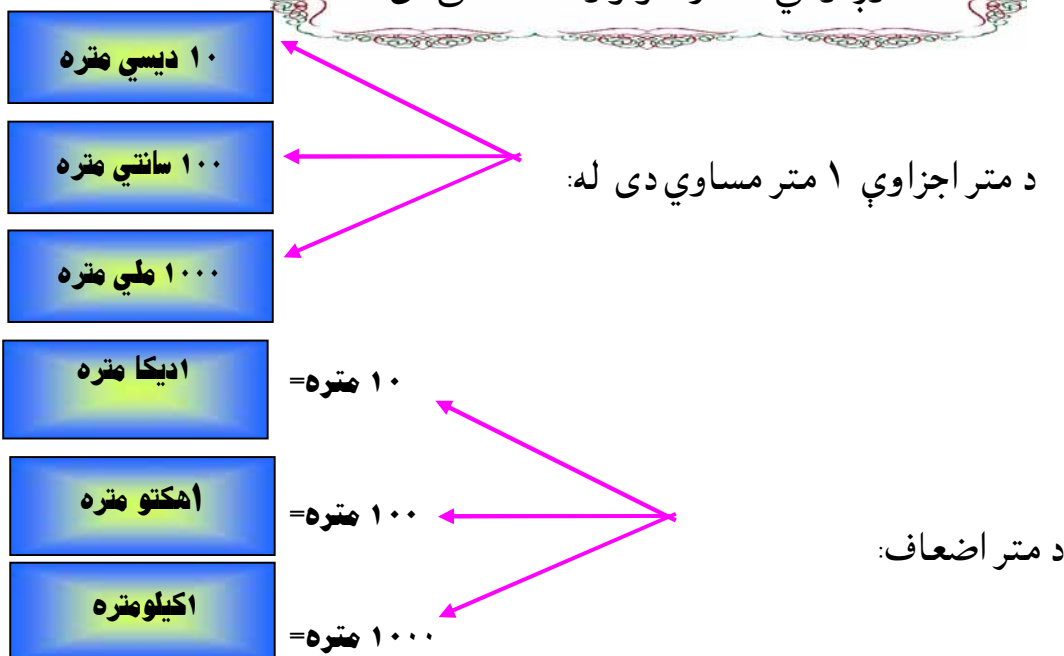 ۱۰ ديسي متره
۱۰۰ سانتي متره
د متر اجزاوې ۱ متر مساوي دی له:
۱۰۰۰ ملي متره
۱ديکا متره
۱۰ متره=
۱هکتو متره
۱۰۰ متره=
د متر اضعاف:
۱کيلومتره
۱۰۰۰ متره=